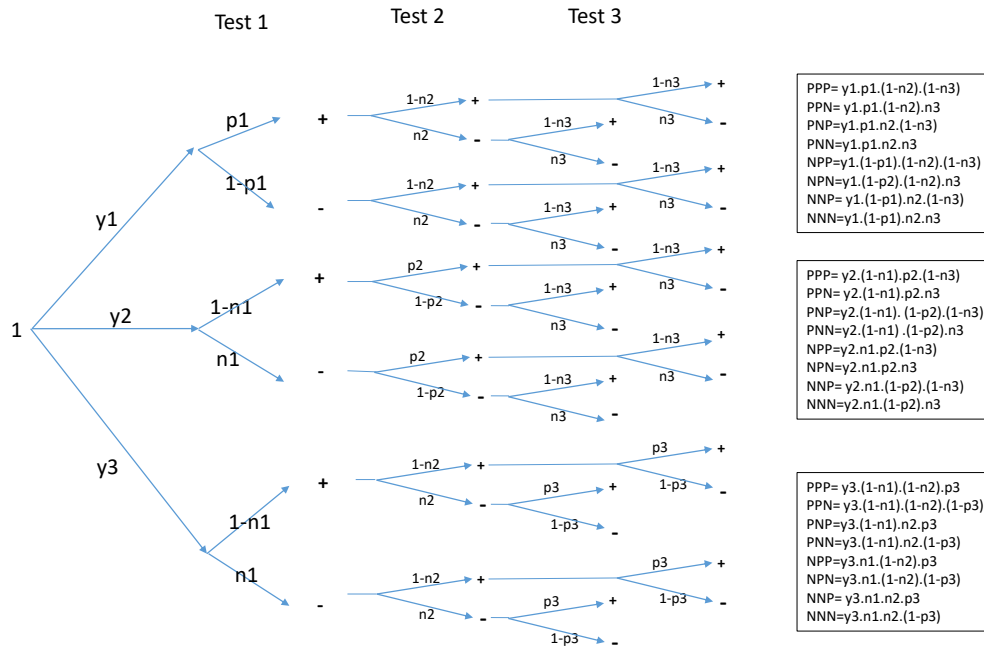 Test 1
Test 2
Test 3
1
y1
y2
y3
p1
1-p1
1-n1
n1
1-n1
n1
+
-
+
-
+
-
1-n2
n2
+
-
1-n2
n2
+
-
p2
1-p2
+
-
p2
1-p2
+
-
1-n2
n2
+
-
1-n2
n2
+
-
1-n3
n3
+
-
1-n3
n3
+
-
1-n3
n3
+
-
1-n3
n3
+
-
1-n3
n3
+
-
1-n3
n3
+
-
1-n3
n3
+
-
1-n3
n3
+
-
p3
1-p3
+
-
p3
1-p3
+
-
p3
1-p3
+
-
p3
1-p3
+
-
PPP= y1.p1.(1-n2).(1-n3)
PPN= y1.p1.(1-n2).n3
PNP=y1.p1.n2.(1-n3)
PNN=y1.p1.n2.n3
NPP=y1.(1-p1).(1-n2).(1-n3)
NPN=y1.(1-p2).(1-n2).n3
NNP= y1.(1-p1).n2.(1-n3)
NNN=y1.(1-p1).n2.n3
PPP= y2.(1-n1).p2.(1-n3)
PPN= y2.(1-n1).p2.n3
PNP=y2.(1-n1). (1-p2).(1-n3)
PNN=y2.(1-n1) .(1-p2).n3
NPP=y2.n1.p2.(1-n3)
NPN=y2.n1.p2.n3
NNP= y2.n1.(1-p2).(1-n3)
NNN=y2.n1.(1-p2).n3
PPP= y3.(1-n1).(1-n2).p3
PPN= y3.(1-n1).(1-n2).(1-p3)
PNP=y3.(1-n1).n2.p3
PNN=y3.(1-n1).n2.(1-p3)
NPP=y3.n1.(1-n2).p3
NPN=y3.n1.(1-n2).(1-p3)
NNP= y3.n1.n2.p3
NNN=y3.n1.n2.(1-p3)